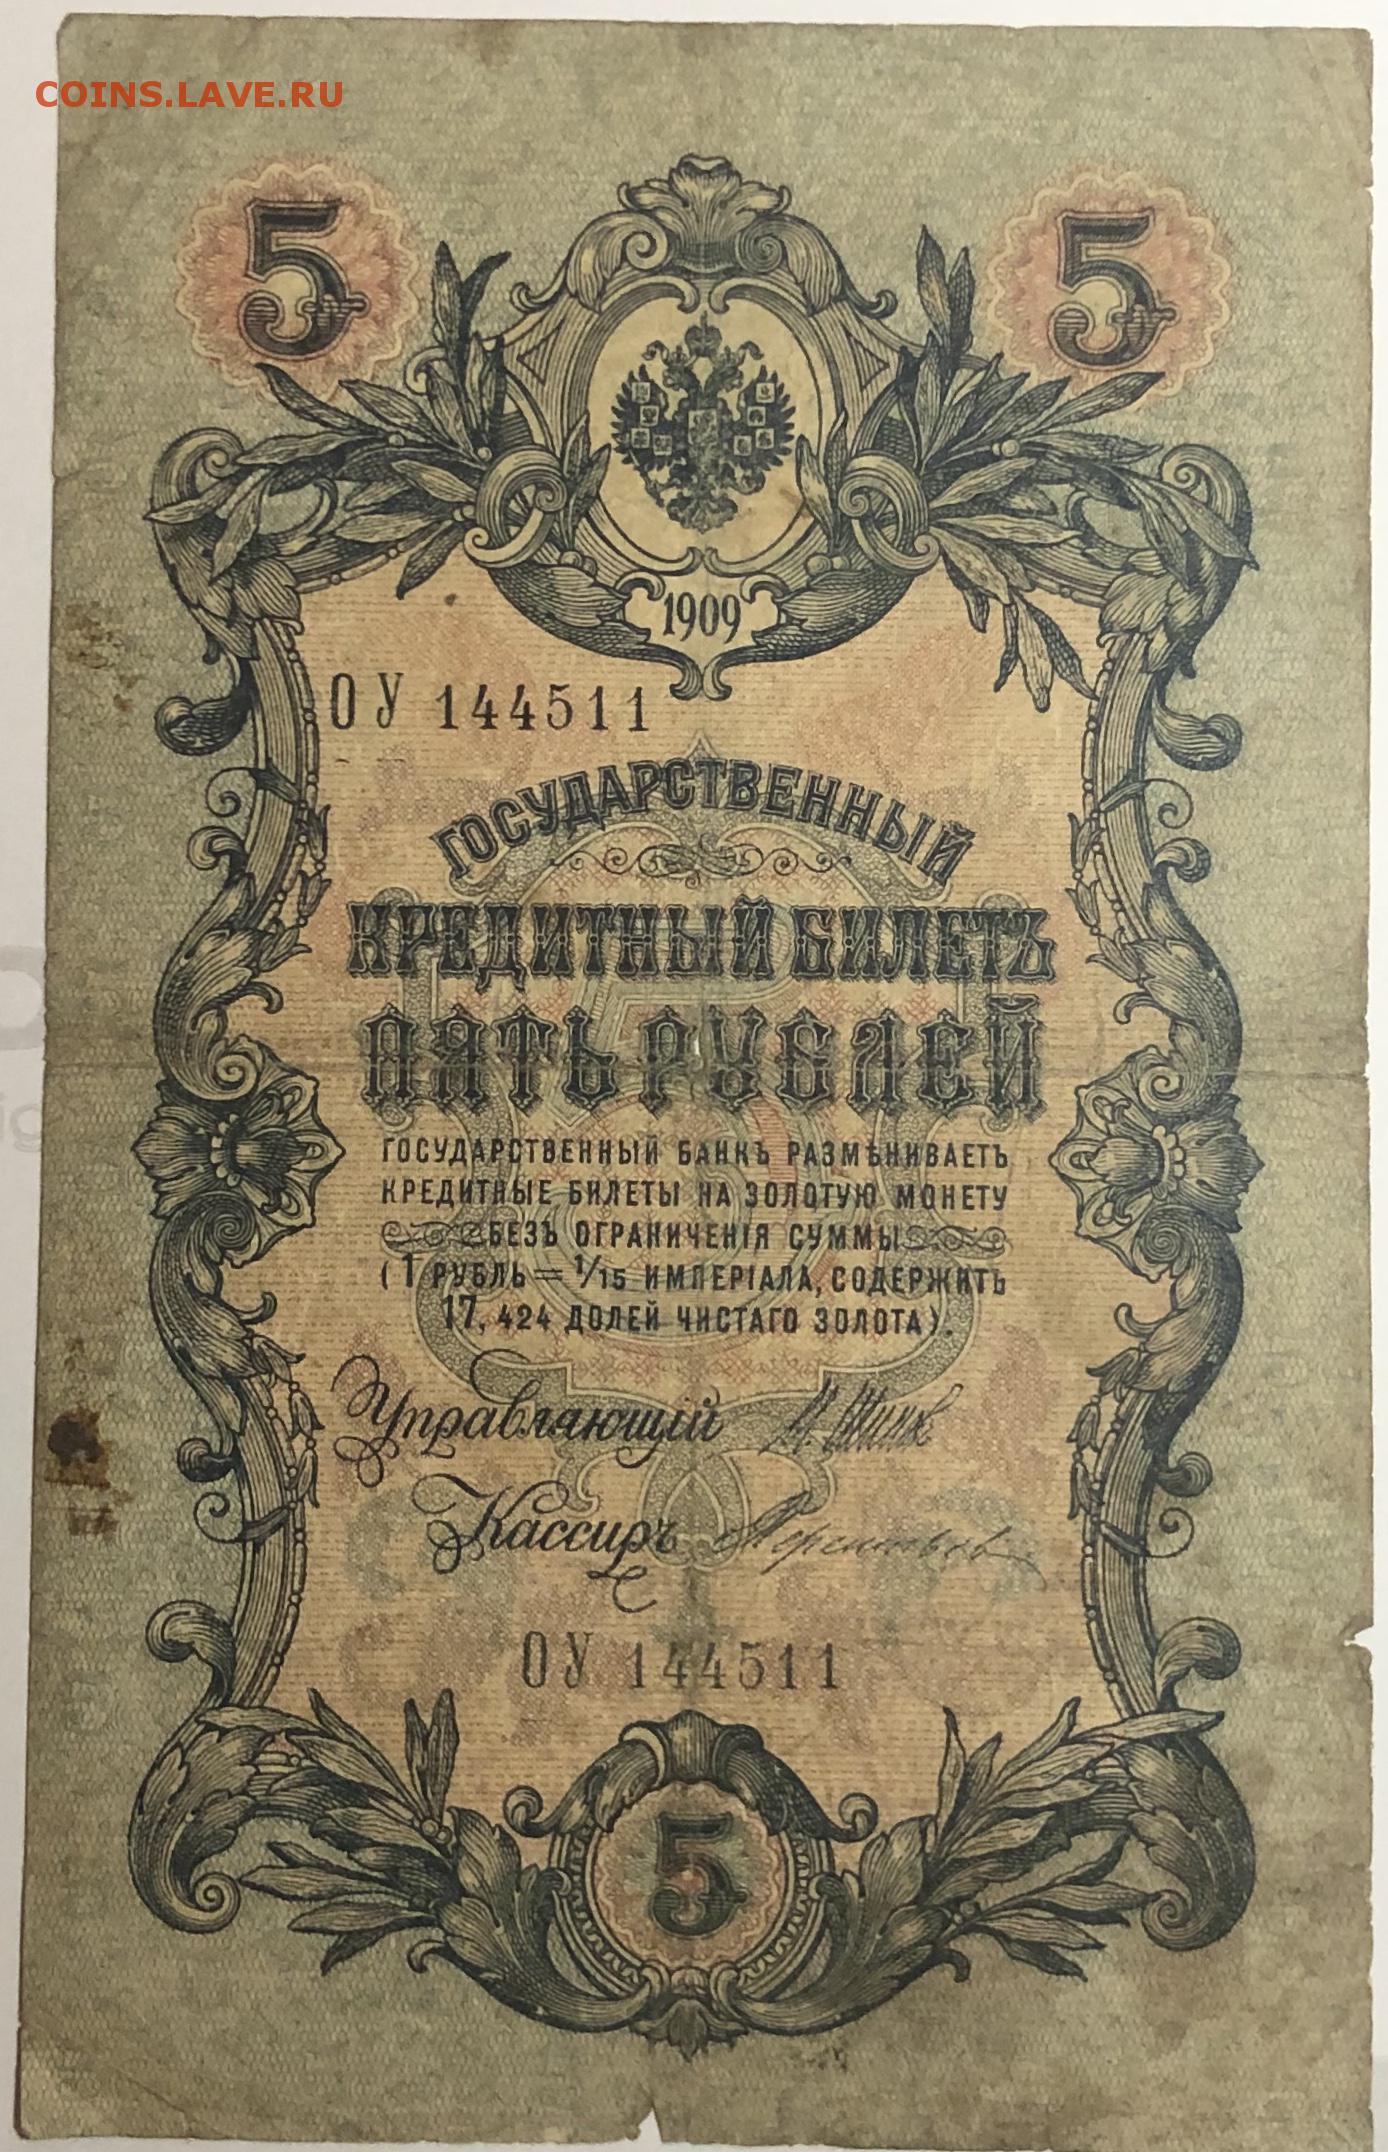 COINS.LAVE.RU
5 5
1909
ОУ 144511
ГОСУДАРСТВЕННЫЙ
КРЕДИТНЫЙ БИЛЕТЪ
ПЯТЬ РУБЛЕЙ
ГОСУДАРСТВЕННЫЙ БАНКЪ РАЗМѢНИВАЕТЪ
КРЕДИТНЫЕ БИЛЕТЫ НА ЗОЛОТУЮ МОНЕТУ
БЕЗЪ ОГРАНИЧЕНІЯ СУММЫ
(1 РУБЛЬ = 1/15 ИМПЕРІАЛА, СОДЕРЖИТЪ
17, 424 ДОЛЕЙ ЧИСТАГО ЗОЛОТА).
Управляющій И. Шипов
Кассиръ
ОУ 144511
5